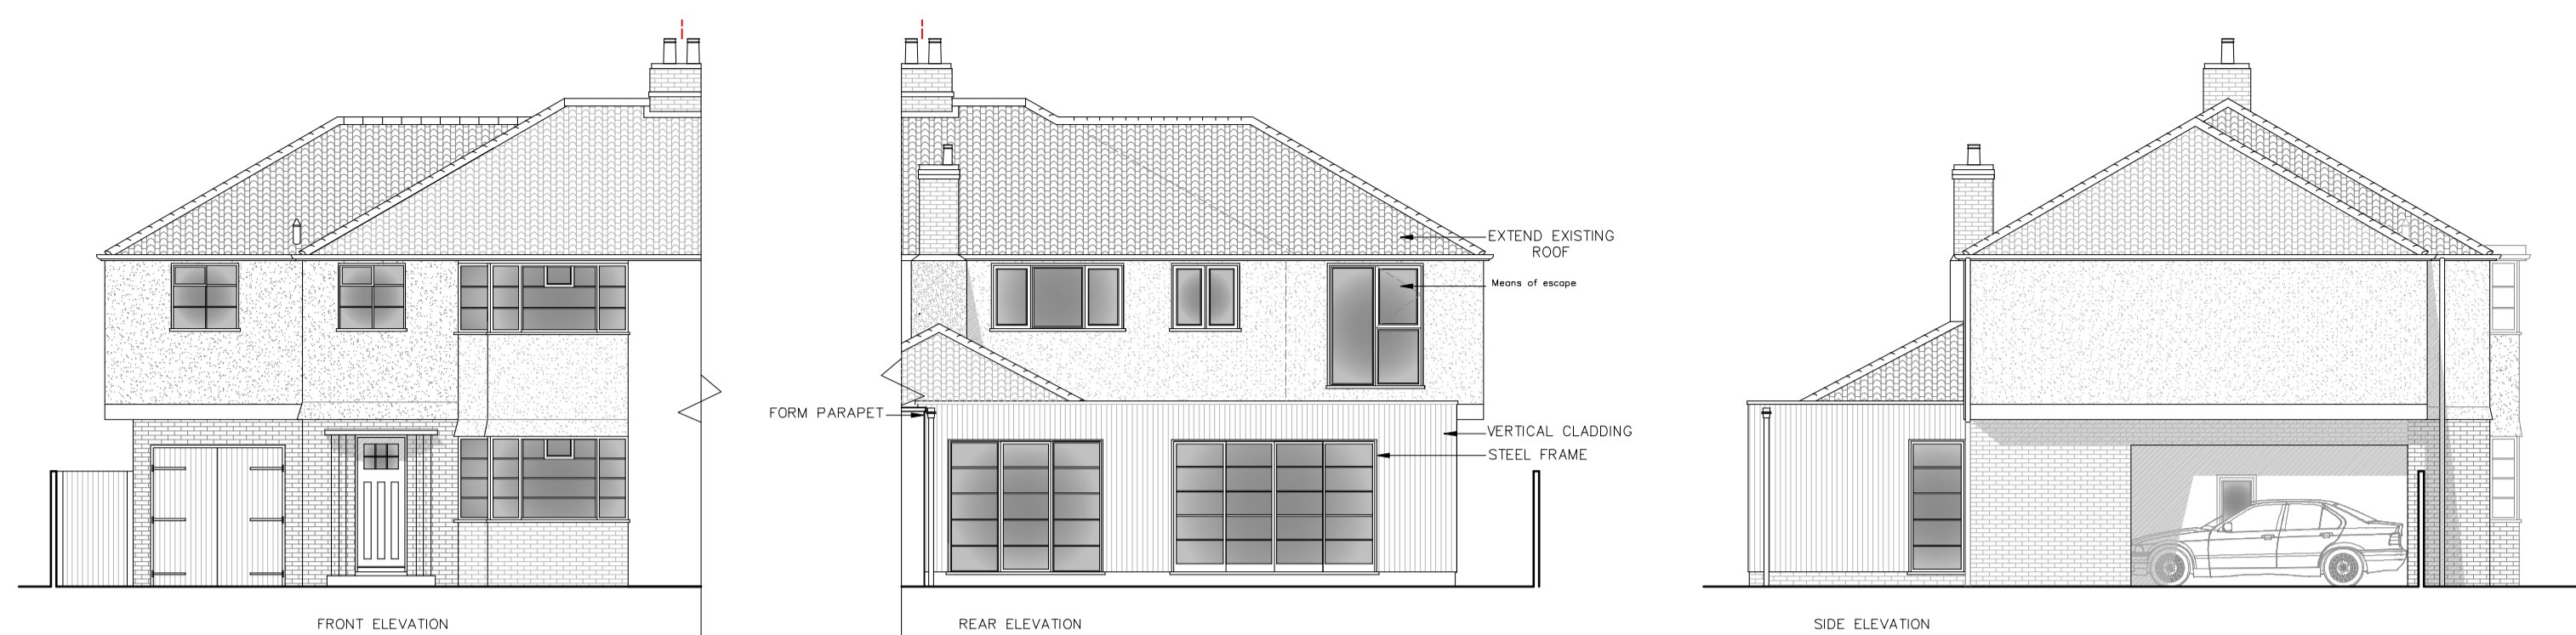 EXTEND EXISTING
ROOF
Means of escape
FORM PARAPET
VERTICAL CLADDING
STEEL FRAME
FRONT ELEVATION
REAR ELEVATION
SIDE ELEVATION